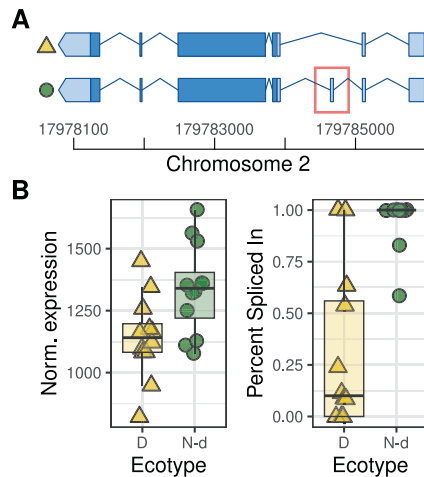 A
179978100 179783000 179785000
Chromosome 2
B
Norm. expression
1500
1250
1000
D N-d
Ecotype
Percent Spliced In
1.00
0.75
0.50
0.25
0.00
D N-d
Ecotype